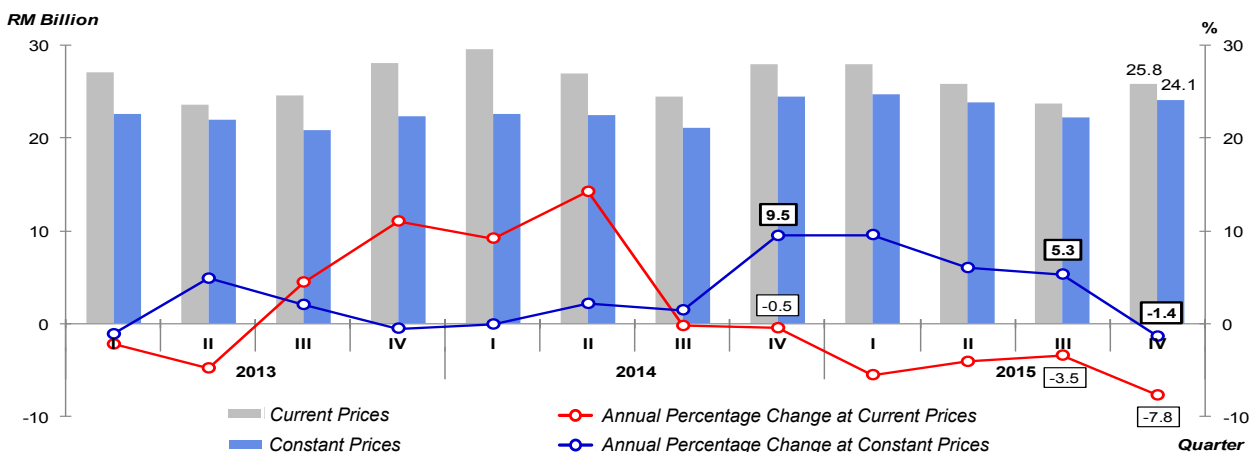 RM Billion
%
30
30
25.8
24.1
20
20
10
10
9.5
5.3
-0.5
-1.4
0
0
I II III IV I II III IV I II III IV
2013 2014 2015
-3.5
-7.8
-10
-10
Current Prices
Annual Percentage Change at Current Prices
Constant Prices
Annual Percentage Change at Constant Prices
Quarter